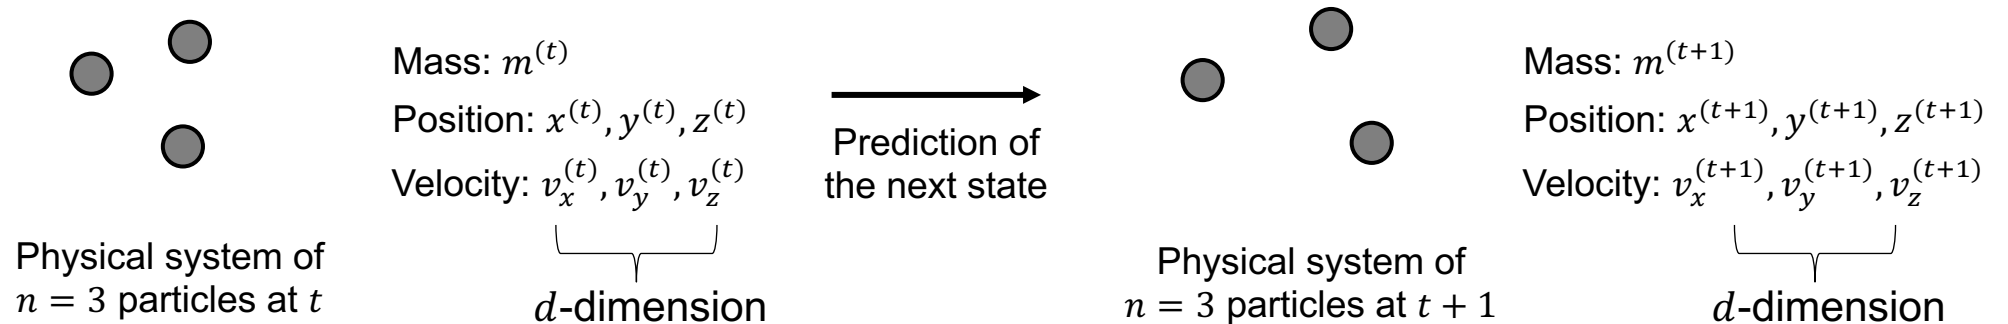 Mass: m^(t)
Position: x^(t), y^(t), z^(t)
Velocity: v_x^(t), v_y^(t), v_z^(t)
d-dimension
Physical system of
n = 3 particles at t
Prediction of
the next state
Mass: m^(t+1)
Position: x^(t+1), y^(t+1), z^(t+1)
Velocity: v_x^(t+1), v_y^(t+1), v_z^(t+1)
d-dimension
Physical system of
n = 3 particles at t + 1